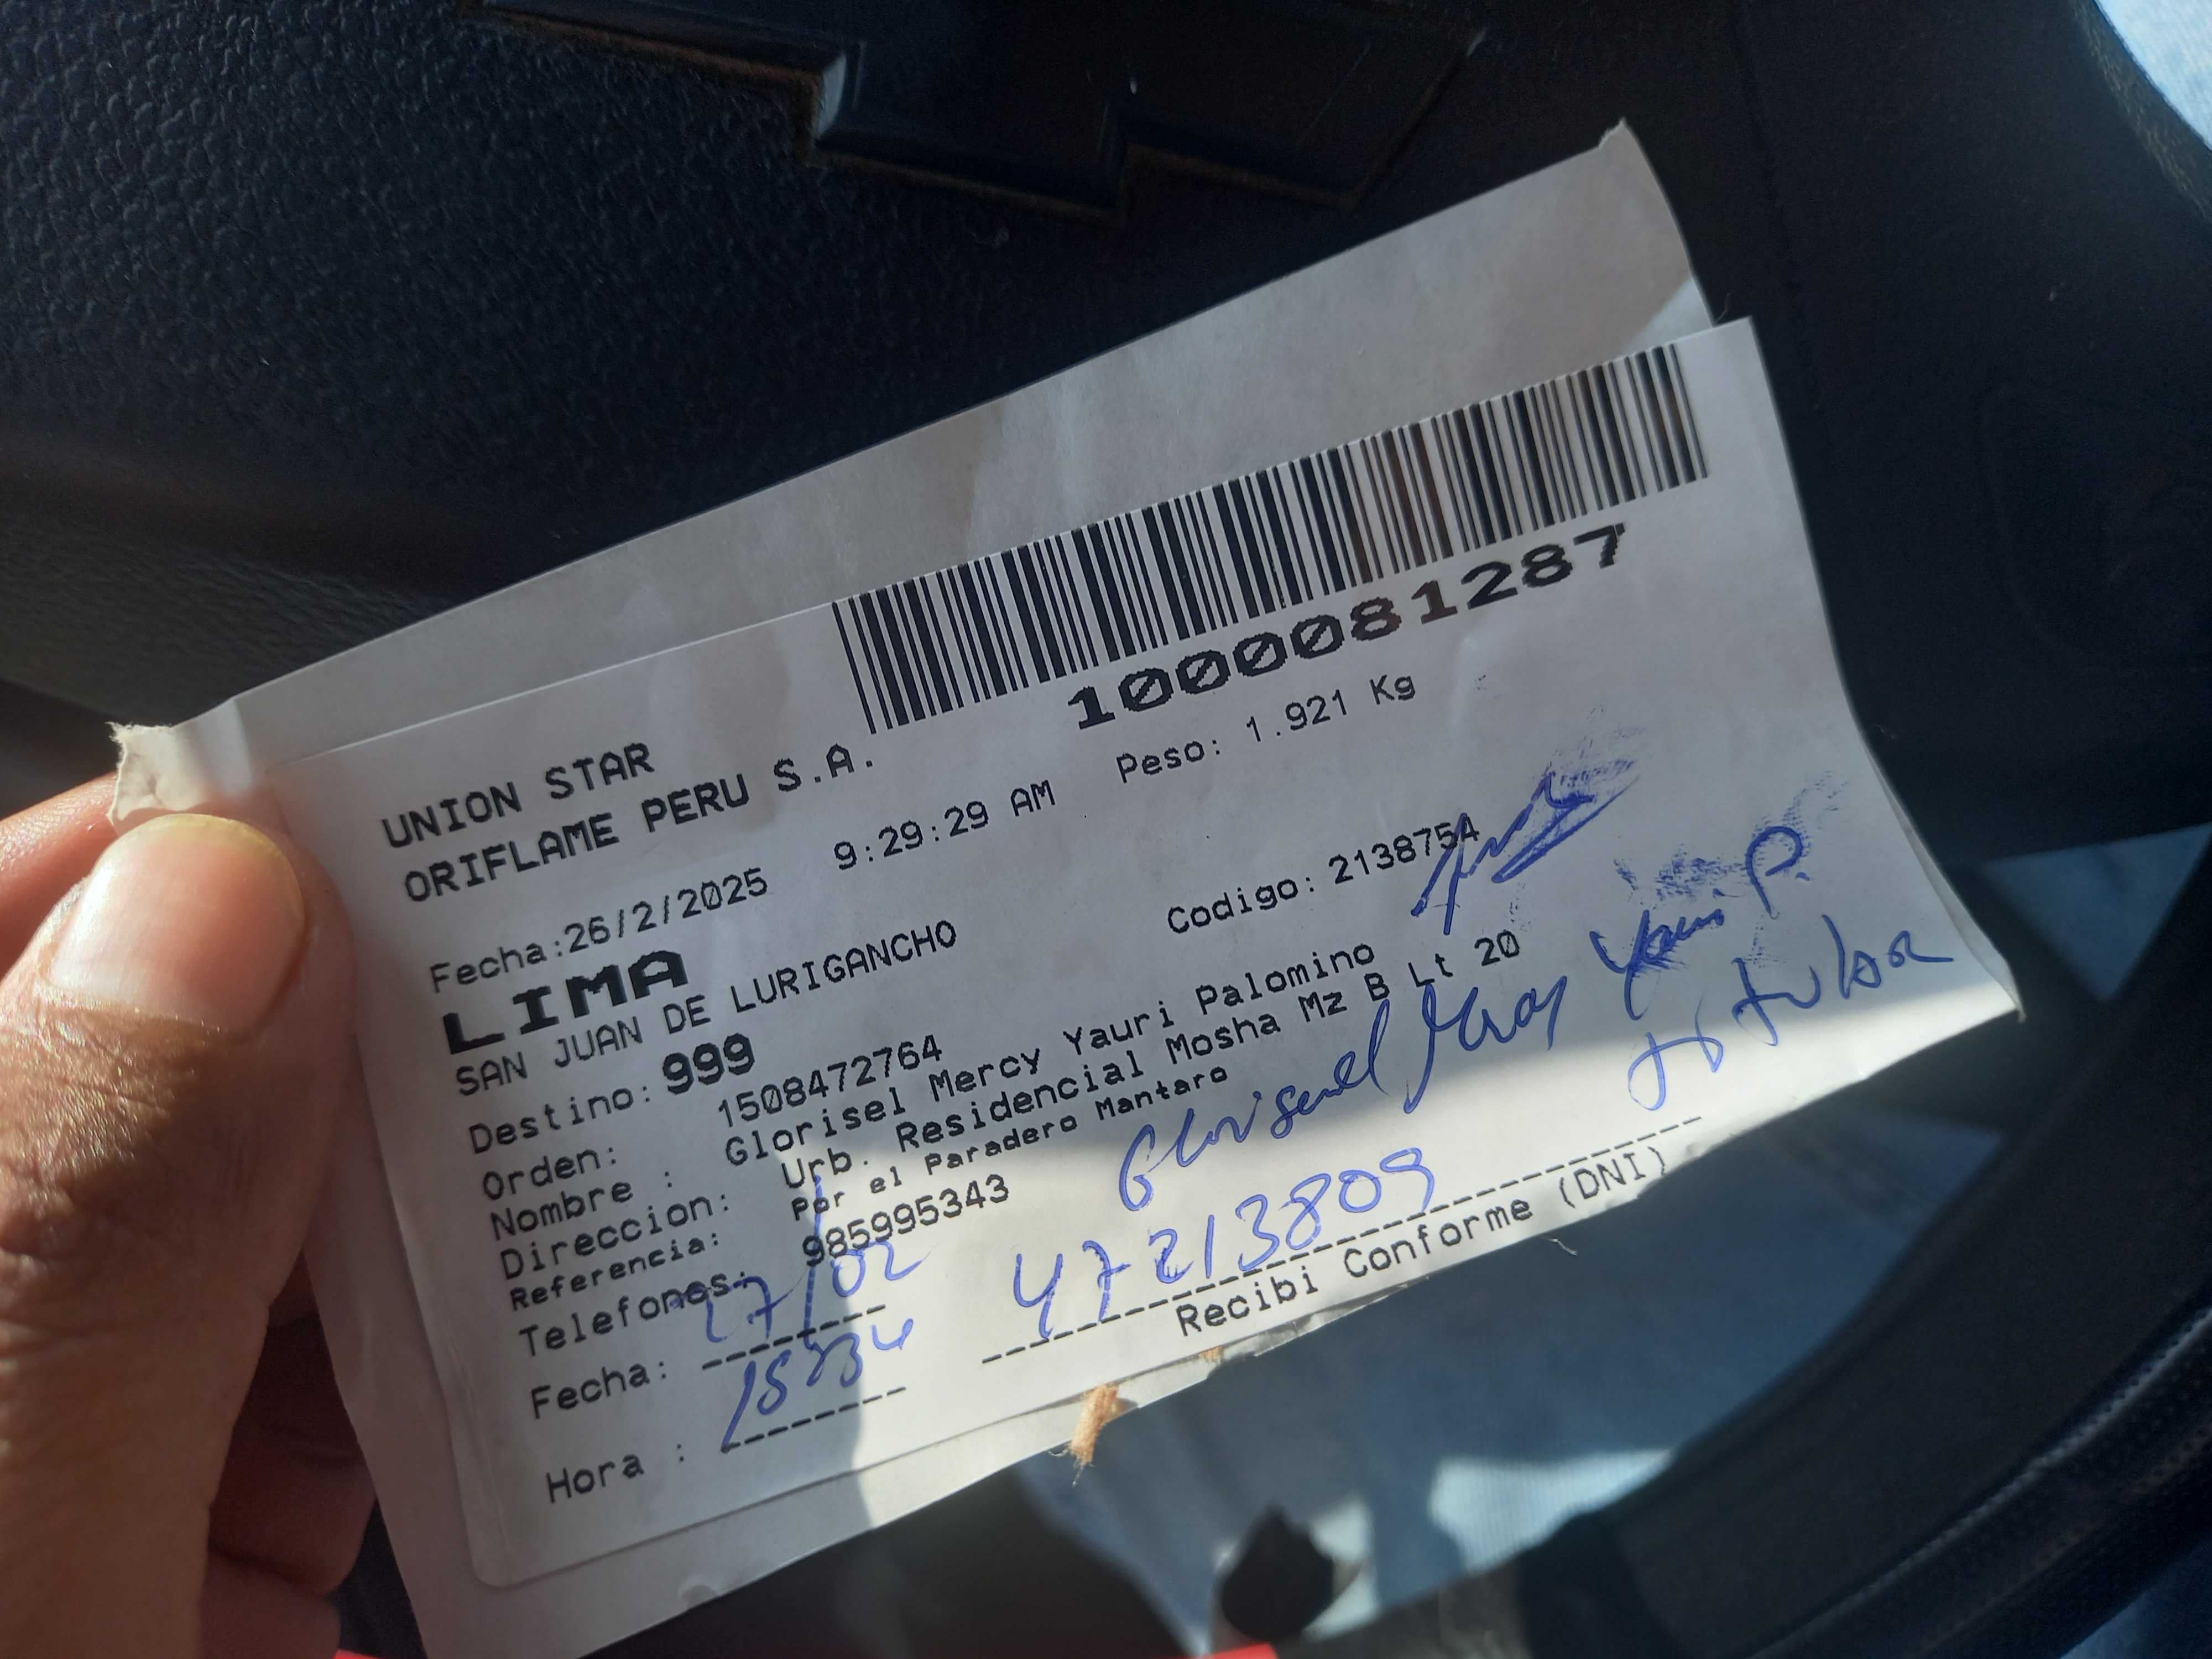 1000081287
UNION STAR
ORIFLAME PERU S.A.
Fecha:26/2/2025 9:29:29 AM Peso: 1.921 Kg
LIMA
SAN JUAN DE LURIGANCHO Codigo: 2138754
Destino: 999
Orden: 1508472764
Nombre : Glorisel Mercy Yauri Palomino
Direccion: Urb. Residencial Mosha Mz B Lt 20
Referencia: Por el Paradero Mantaro
Telefonos: 985995343
Glorisel Mercy Yauri P.
titular
Fecha: 27/02 47213809
Hora :
Recibi Conforme (DNI)